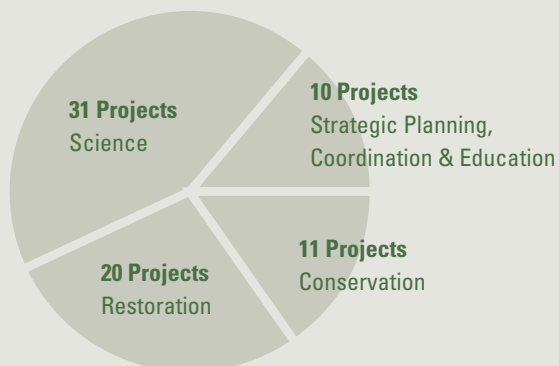 31 Projects
Science
10 Projects
Strategic Planning,
Coordination & Education
20 Projects
Restoration
11 Projects
Conservation